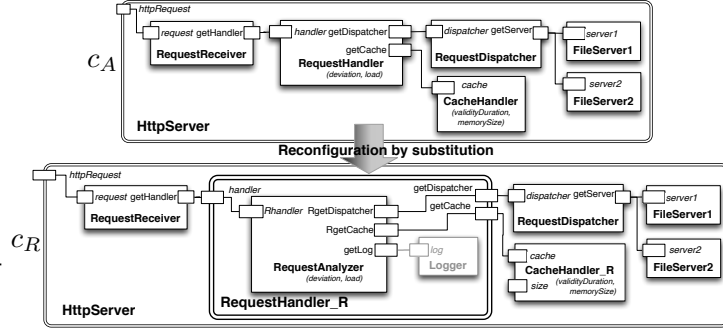 httpRequest
request getHandler
RequestReceiver
handler getDispatcher
getCache
RequestHandler
(deviation, load)
dispatcher getServer
RequestDispatcher
server1
FileServer1
server2
FileServer2
cache
CacheHandler
(validityDuration,
memorySize)
c_A
HttpServer
Reconfiguration by substitution
httpRequest
request getHandler
RequestReceiver
handler
Rhandler RgetDispatcher
RgetCache
getLog
RequestAnalyzer
(deviation, load)
log
Logger
getDispatcher
getCache
RequestHandler_R
dispatcher getServer
RequestDispatcher
server1
FileServer1
server2
FileServer2
cache
CacheHandler_R
size (validityDuration,
memorySize)
c_R
HttpServer